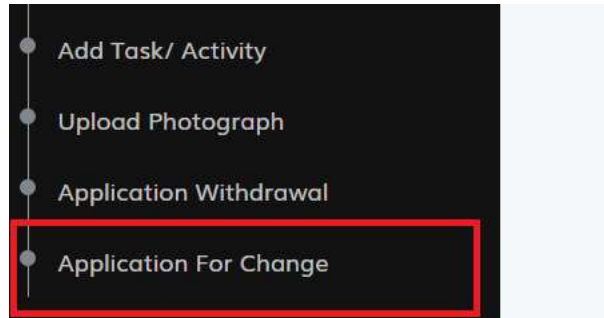 Add Task/ Activity
Upload Photograph
Application Withdrawal
Application For Change